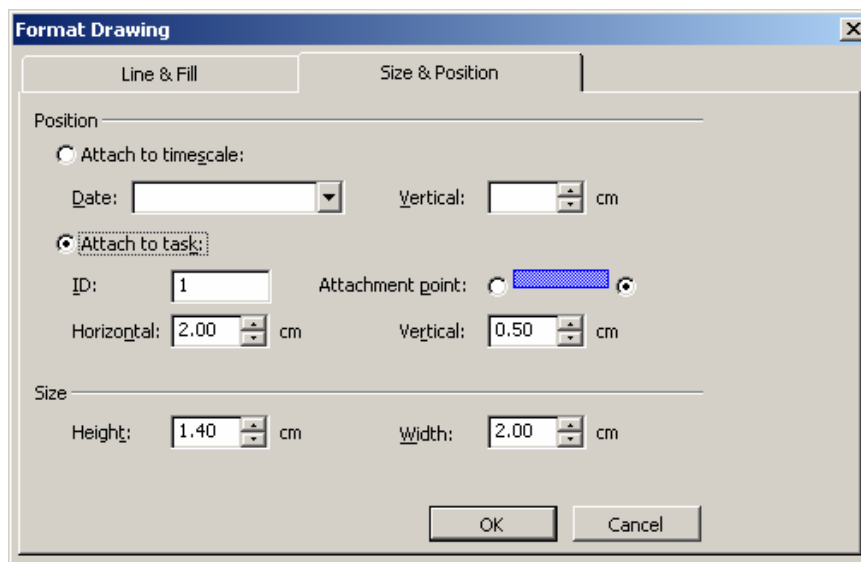 Format Drawing
Line & Fill Size & Position
Position
Attach to timescale:
Date: Vertical: cm
Attach to task:
ID: 1 Attachment point:
Horizontal: 2.00 cm Vertical: 0.50 cm
Size
Height: 1.40 cm Width: 2.00 cm
OK Cancel